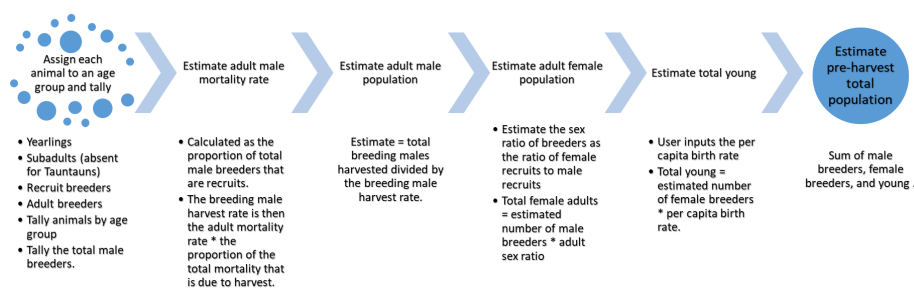 Assign each
animal to an age
group and tally
Estimate adult male
mortality rate
Estimate adult male
population
Estimate adult female
population
Estimate total young
Estimate
pre-harvest
total
population
• Yearlings
• Subadults (absent
for Tauntauns)
• Recruit breeders
• Adult breeders
• Tally animals by age
group
• Tally the total male
breeders.
• Calculated as the
proportion of total
male breeders that
are recruits.
• The breeding male
harvest rate is then
the adult mortality
rate * the
proportion of the
total mortality that
is due to harvest.
Estimate = total
breeding males
harvested divided by
the breeding male
harvest rate.
• Estimate the sex
ratio of breeders as
the ratio of female
recruits to male
recruits
• Total female adults
= estimated
number of male
breeders * adult
sex ratio
• User inputs the per
capita birth rate
• Total young =
estimated number
of female breeders
* per capita birth
rate.
Sum of male
breeders, female
breeders, and young .